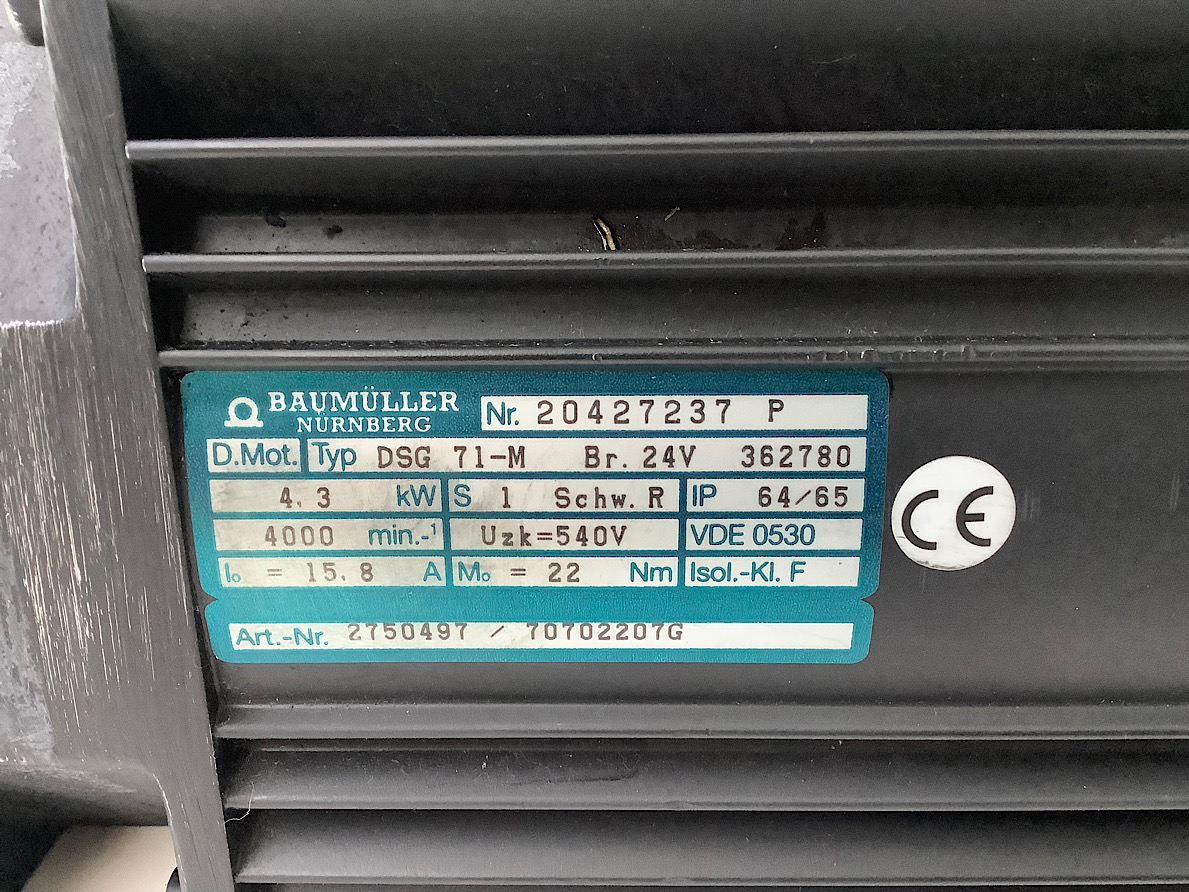 BAUMÜLLER
NÜRNBERG
Nr. 20427237 P
D.Mot. Typ DSG 71-M Br. 24V 362780
4,3 kW S 1 Schw. R IP 64/65
4000 min.-¹ Uzk=540V VDE 0530
I₀ = 15,8 A M₀ = 22 Nm Isol.-Kl. F
Art.-Nr. 2750497 / 70702207G
CE